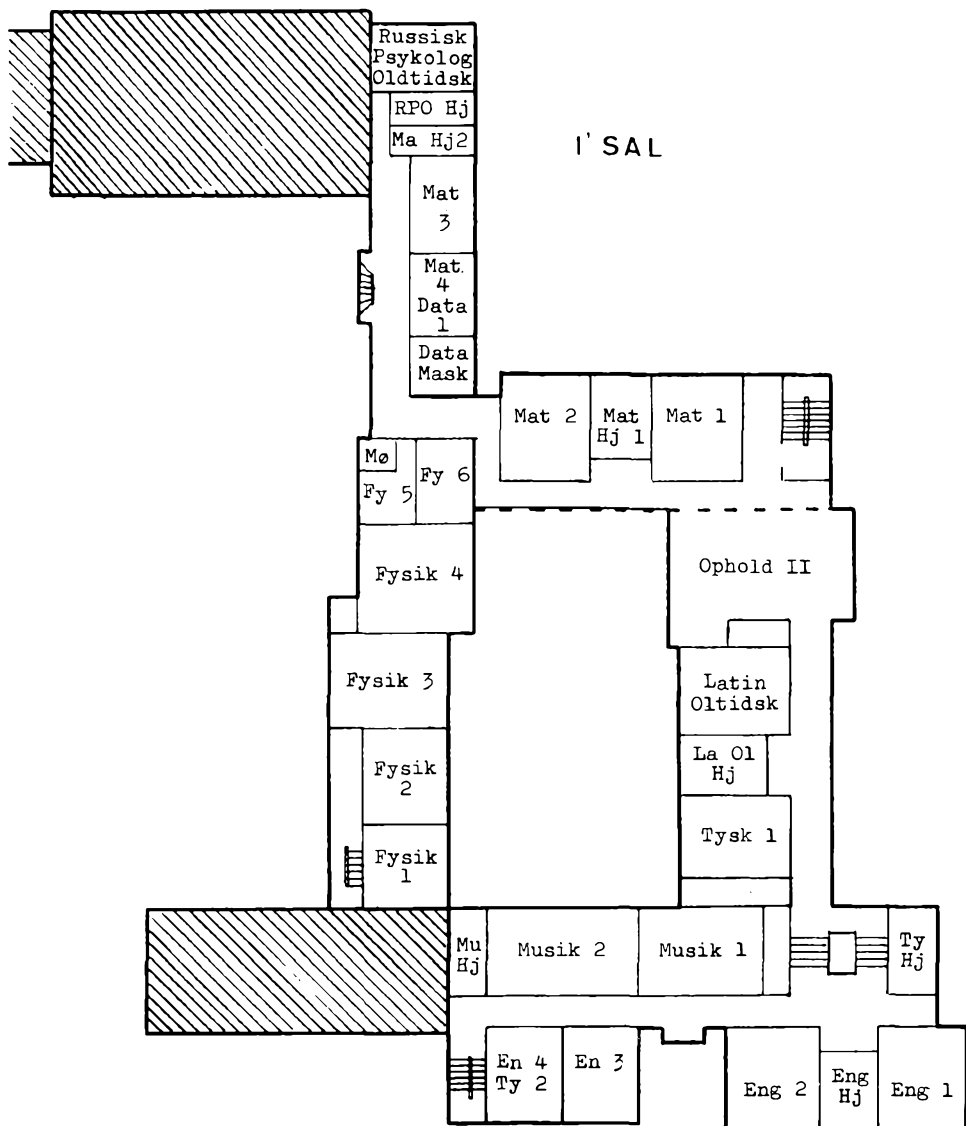 Russisk
Psykolog
Oldtidsk
RPO Hj
Ma Hj2
1' SAL
Mat
3
Mat.
4
Data
1
Data
Mask
Mat 2
Mat
Hj 1
Mat 1
Mø
Fy 5
Fy 6
Fysik 4
Ophold II
Fysik 3
Latin
Oltidsk
La Ol
Hj
Fysik
2
Tysk 1
Fysik
1
Mu
Hj
Musik 2
Musik 1
Ty
Hj
En 4
Ty 2
En 3
Eng 2
Eng
Hj
Eng 1